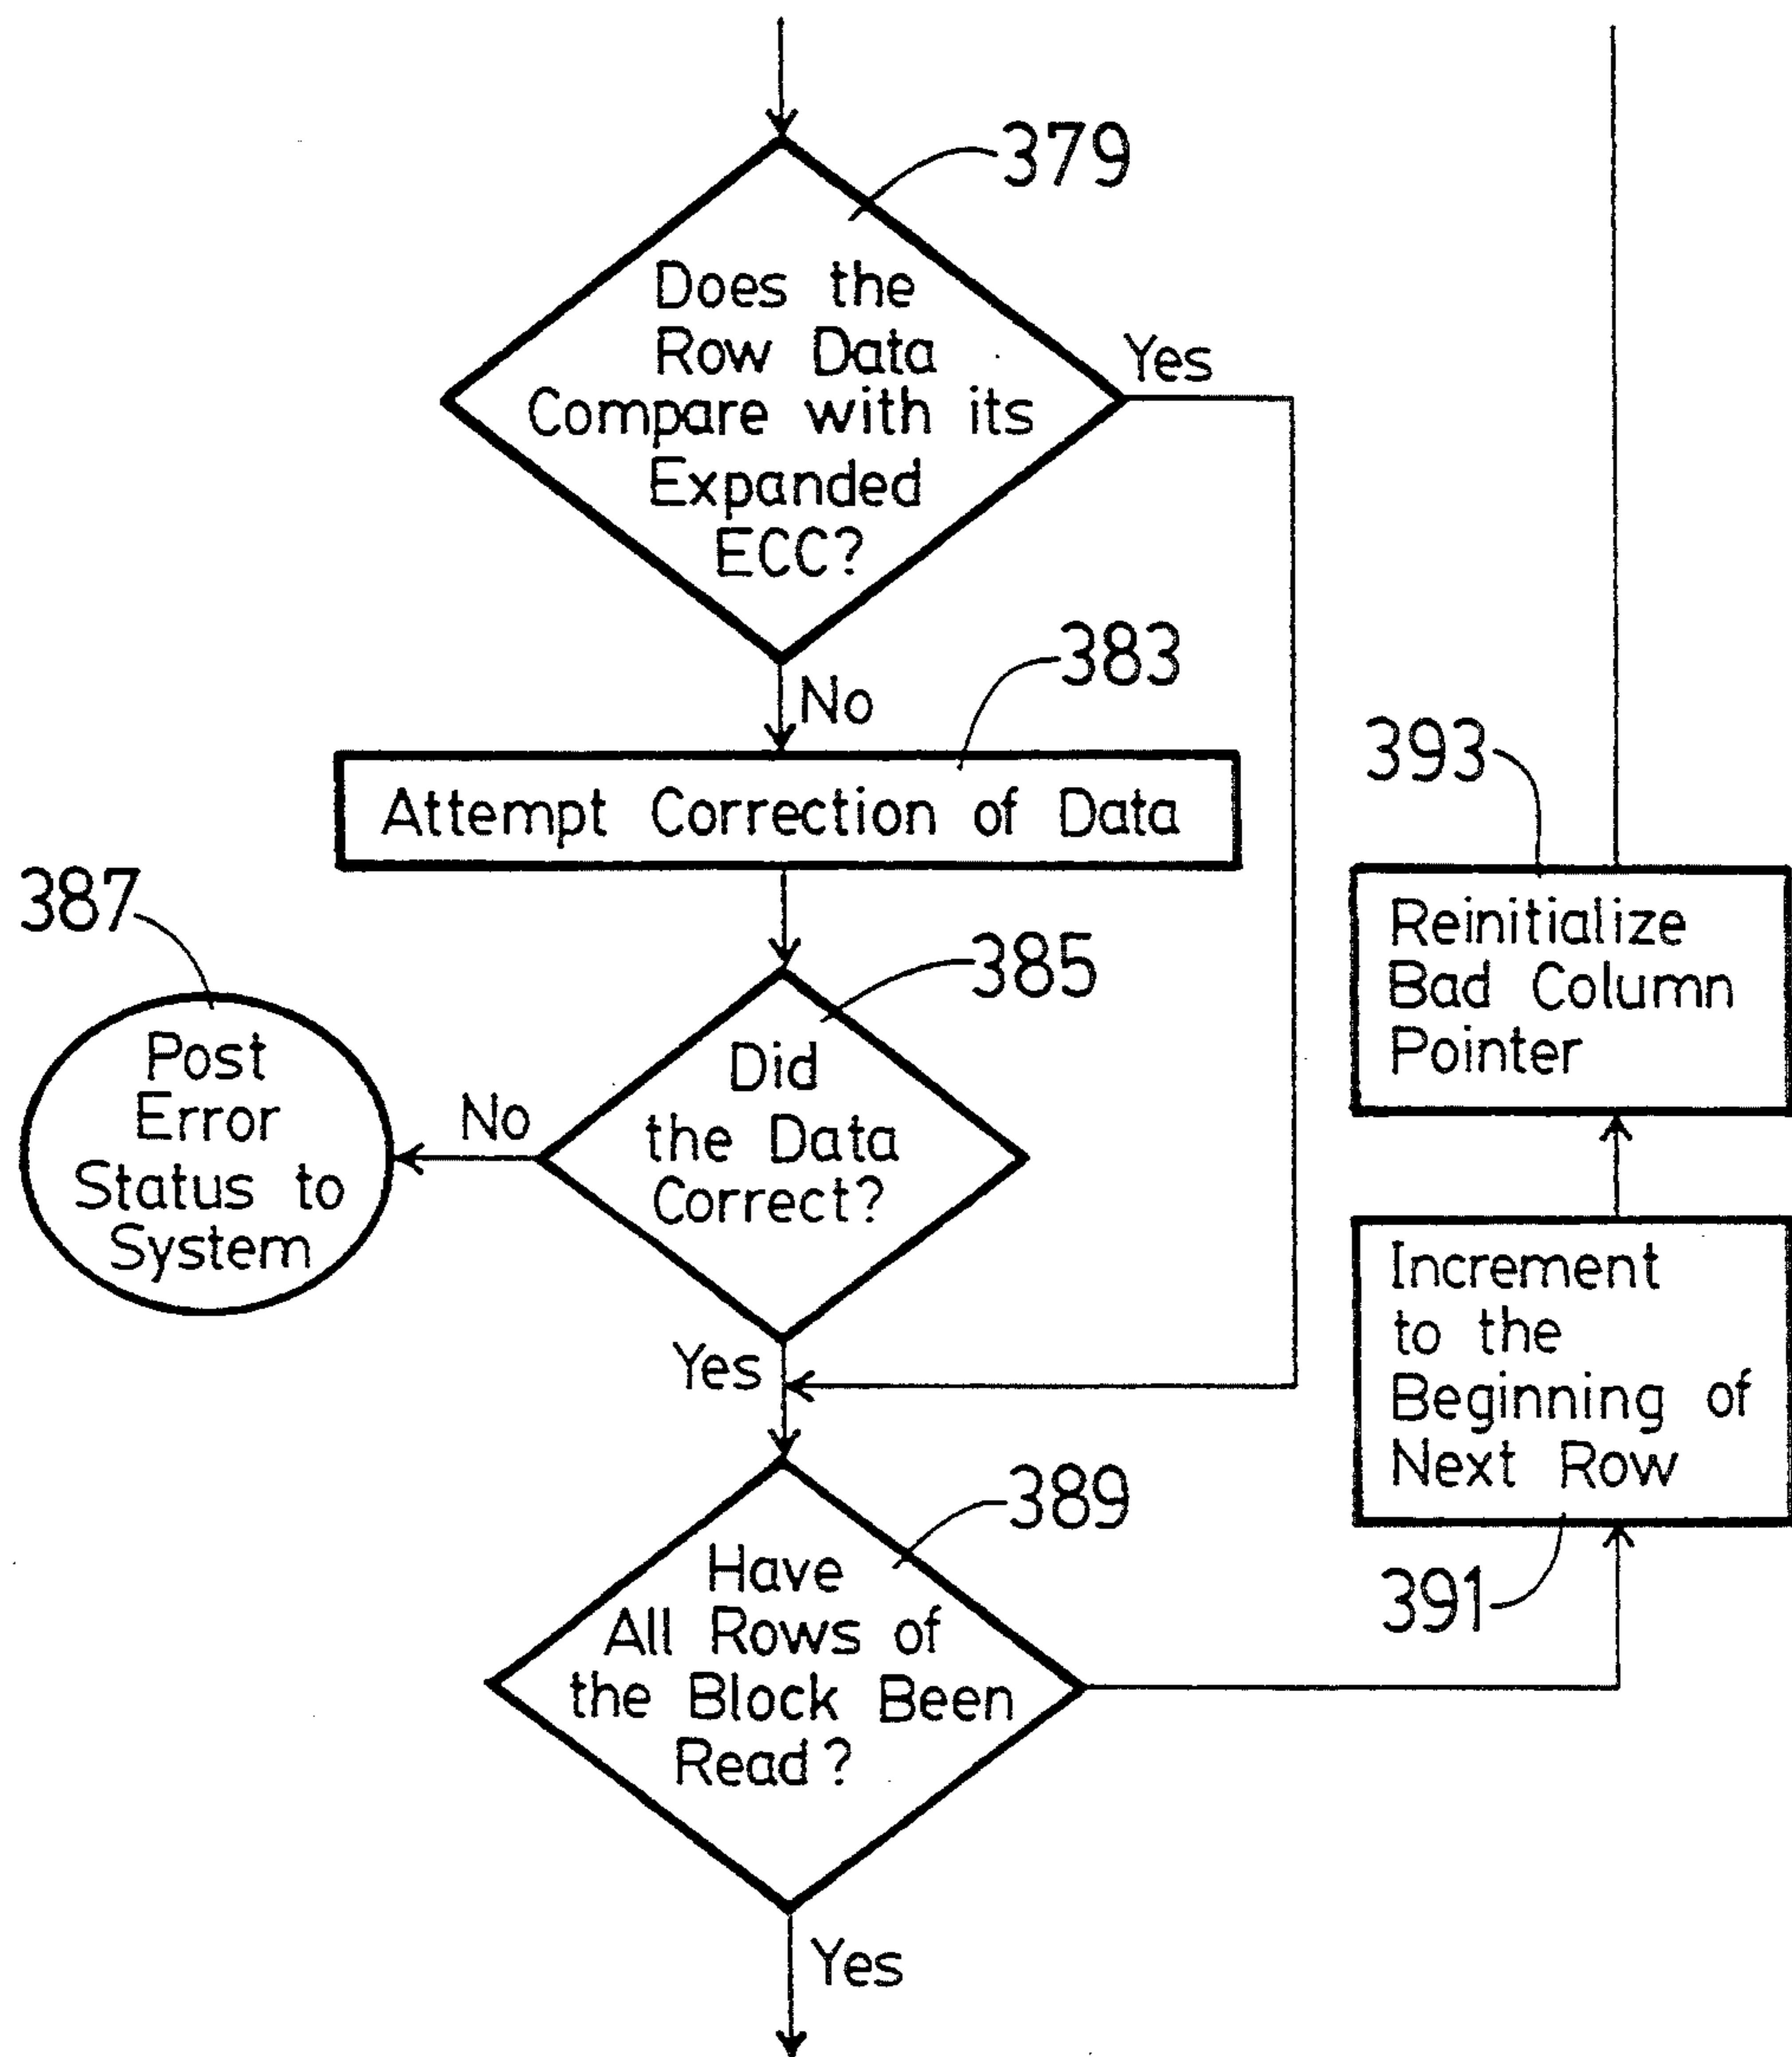 379
Does the
Row Data
Compare with its
Expanded
ECC?
Yes
No
383
Attempt Correction of Data
387
Post
Error
Status to
System
No
385
Did
the Data
Correct?
Yes
389
Have
All Rows of
the Block Been
Read?
Yes
393
Reinitialize
Bad Column
Pointer
Increment
to the
Beginning of
Next Row
391